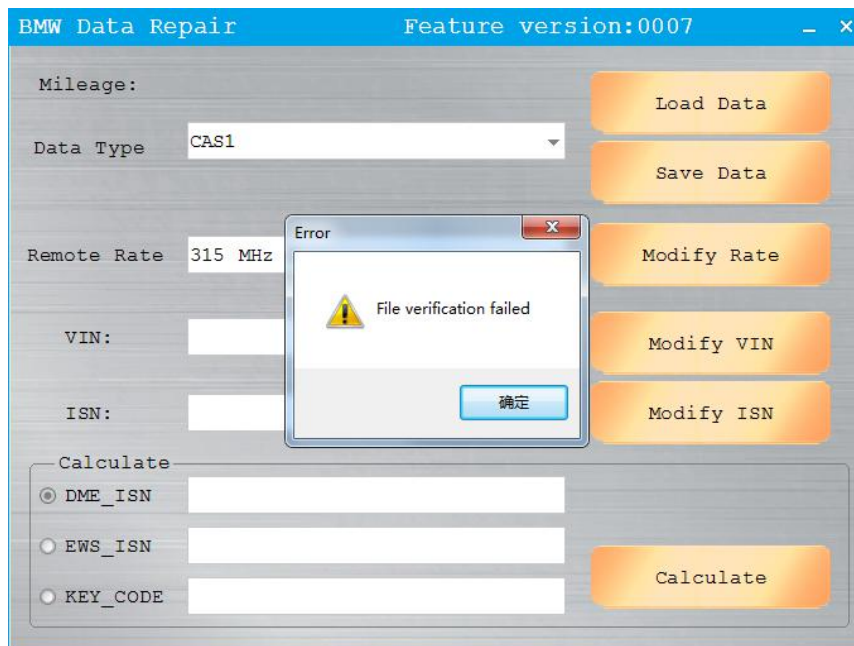 BMW Data Repair Feature version:0007
Mileage:
Load Data
Data Type CAS1
Save Data
Error
Remote Rate 315 MHz
Modify Rate
File verification failed
VIN:
Modify VIN
确定
ISN:
Modify ISN
Calculate
DME_ISN
EWS_ISN
Calculate
KEY_CODE